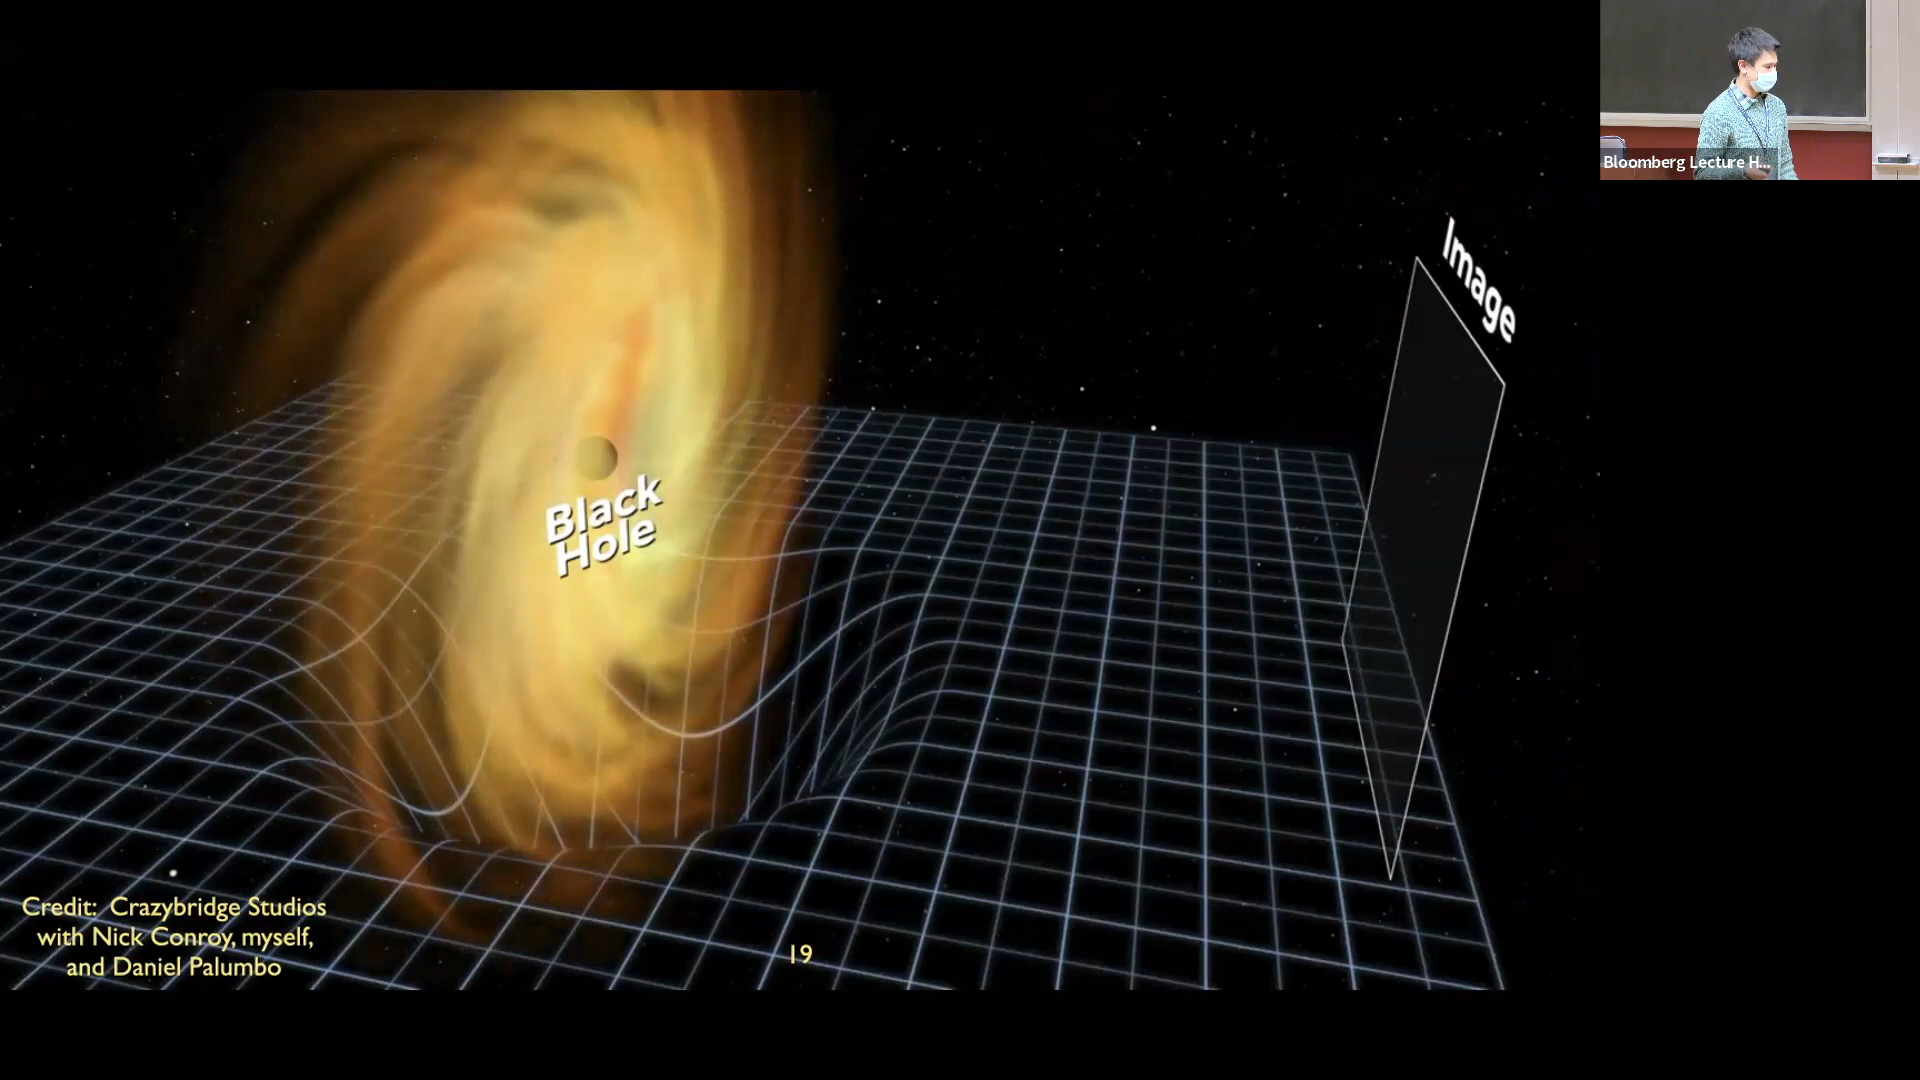 Bloomberg Lecture H...
Image
Black
Hole
Credit: Crazybridge Studios
with Nick Conroy, myself,
and Daniel Palumbo
19